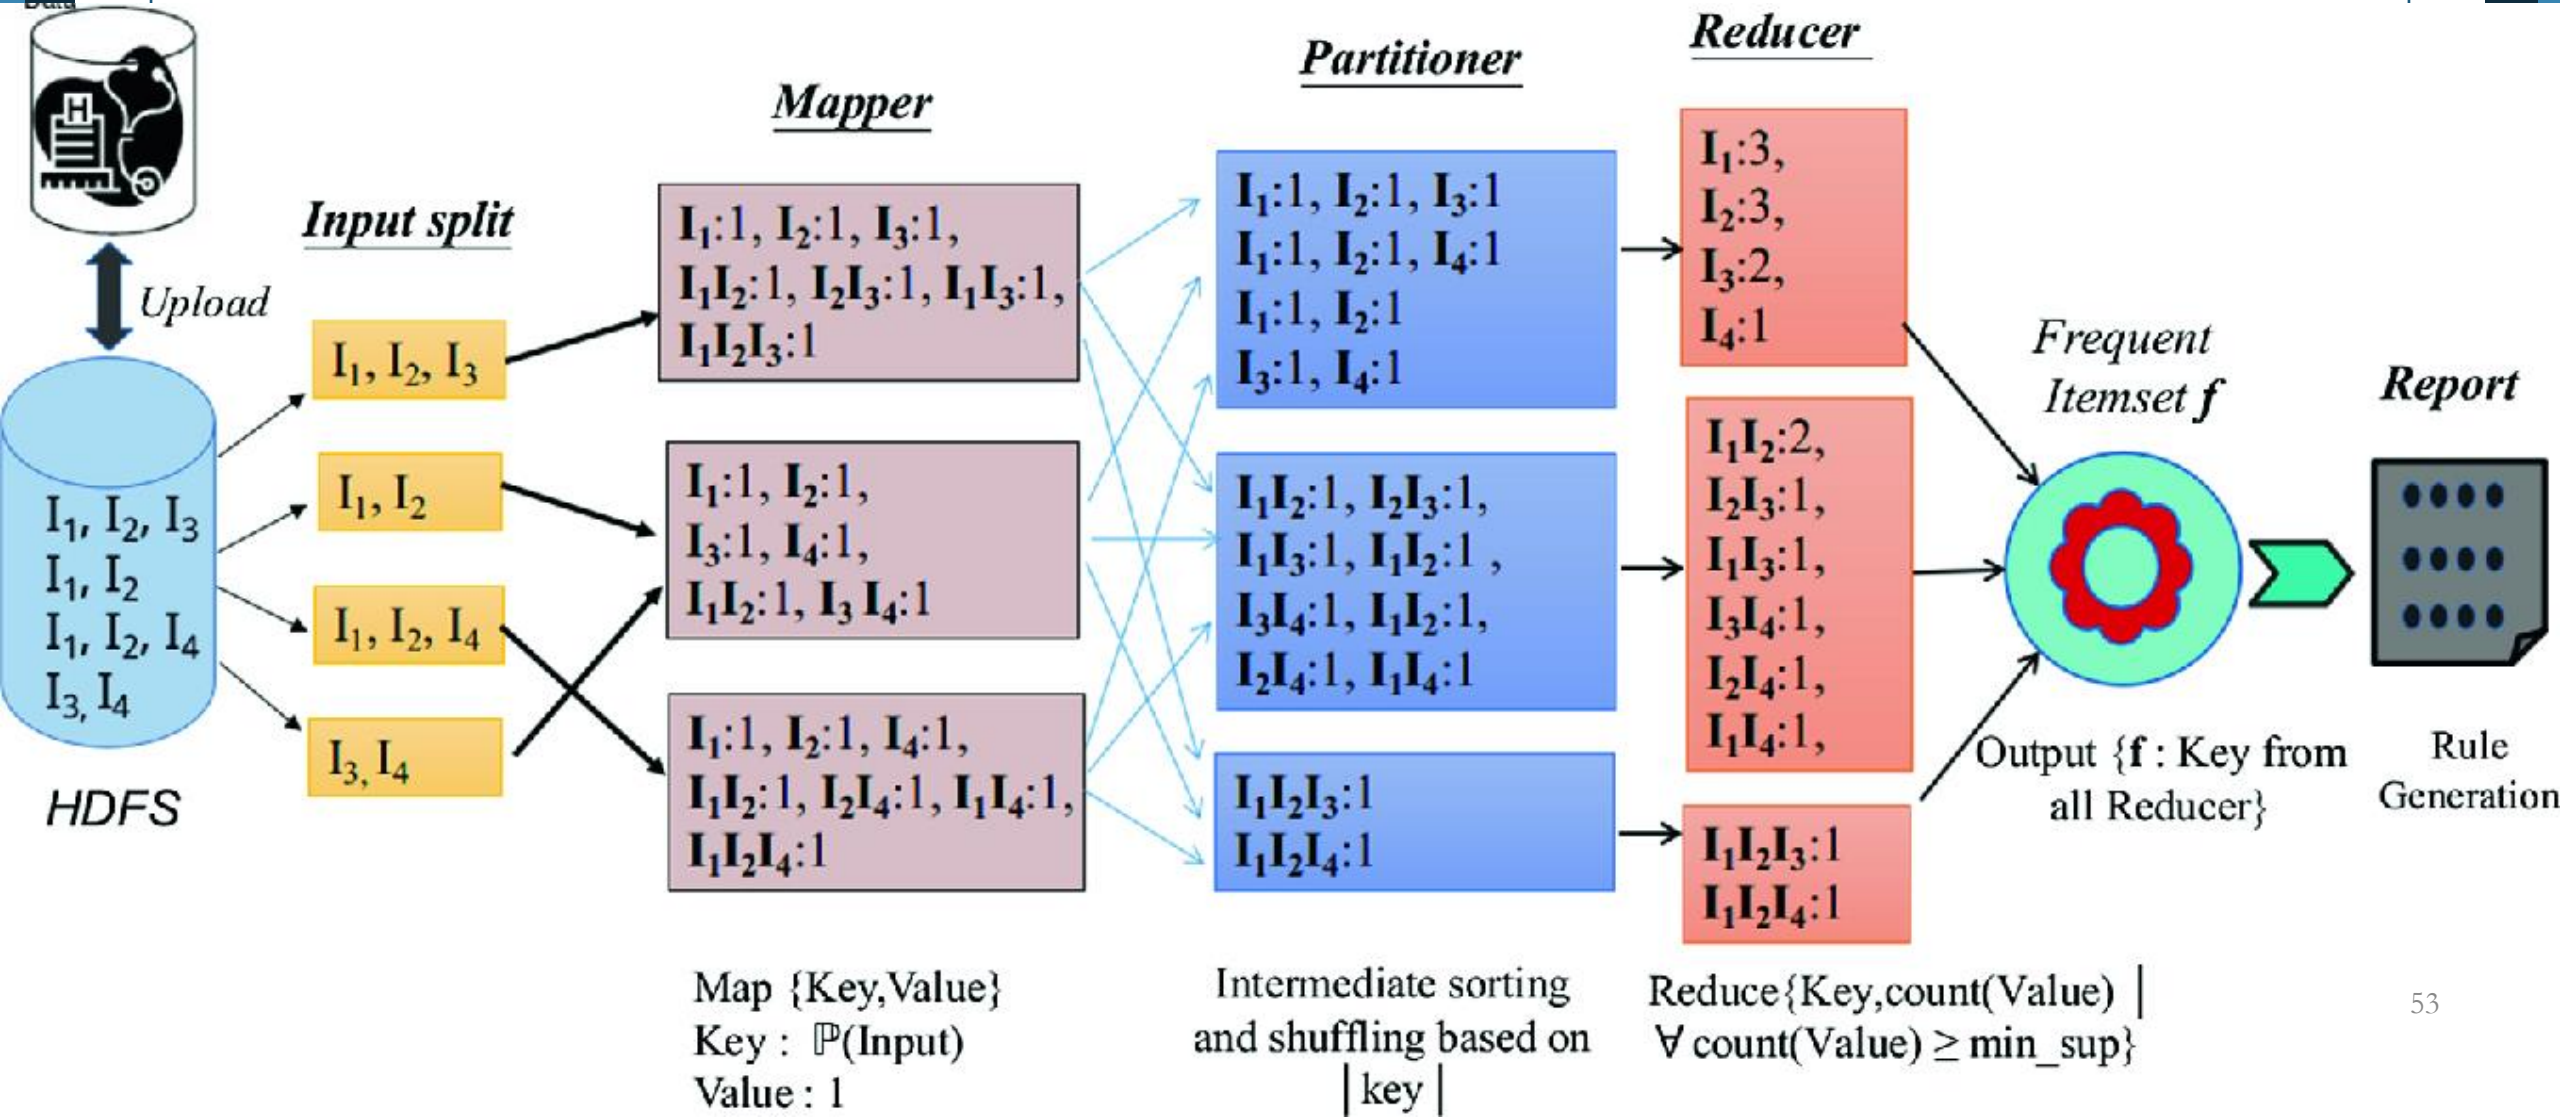 Data
Upload
I₁, I₂, I₃
I₁, I₂
I₁, I₂, I₄
I₃, I₄
HDFS
Input split
I₁, I₂, I₃
I₁, I₂
I₁, I₂, I₄
I₃, I₄
Mapper
I₁:1, I₂:1, I₃:1,
I₁I₂:1, I₂I₃:1, I₁I₃:1,
I₁I₂I₃:1
I₁:1, I₂:1,
I₃:1, I₄:1,
I₁I₂:1, I₃ I₄:1
I₁:1, I₂:1, I₄:1,
I₁I₂:1, I₂I₄:1, I₁I₄:1,
I₁I₂I₄:1
Map {Key,Value}
Key : ℙ(Input)
Value : 1
Partitioner
I₁:1, I₂:1, I₃:1
I₁:1, I₂:1, I₄:1
I₁:1, I₂:1
I₃:1, I₄:1
I₁I₂:1, I₂I₃:1,
I₁I₃:1, I₁I₂:1 ,
I₃I₄:1, I₁I₂:1,
I₂I₄:1, I₁I₄:1
I₁I₂I₃:1
I₁I₂I₄:1
Intermediate sorting
and shuffling based on
| key |
Reducer
I₁:3,
I₂:3,
I₃:2,
I₄:1
I₁I₂:2,
I₂I₃:1,
I₁I₃:1,
I₃I₄:1,
I₂I₄:1,
I₁I₄:1,
I₁I₂I₃:1
I₁I₂I₄:1
Reduce{Key,count(Value) |
∀ count(Value) ≥ min_sup}
Frequent
Itemset f
Output {f : Key from
all Reducer}
Report
Rule
Generation
53